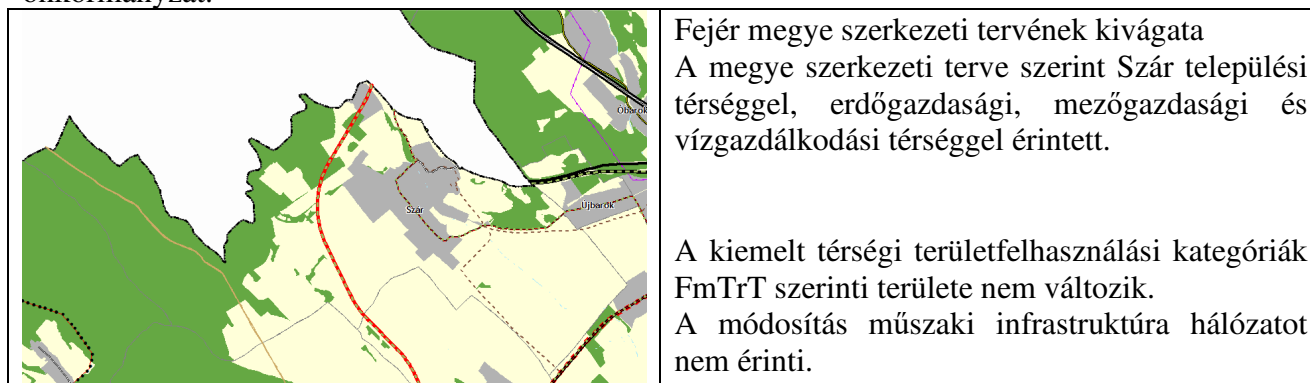 önkormányzat.
Fejér megye szerkezeti tervének kivágata
A megye szerkezeti terve szerint Szár települési
térséggel, erdőgazdasági, mezőgazdasági és
vízgazdálkodási térséggel érintett.
A kiemelt térségi területfelhasználási kategóriák
FmTrT szerinti területe nem változik.
A módosítás műszaki infrastruktúra hálózatot
nem érinti.
Óbarok
Szár
Újbarok